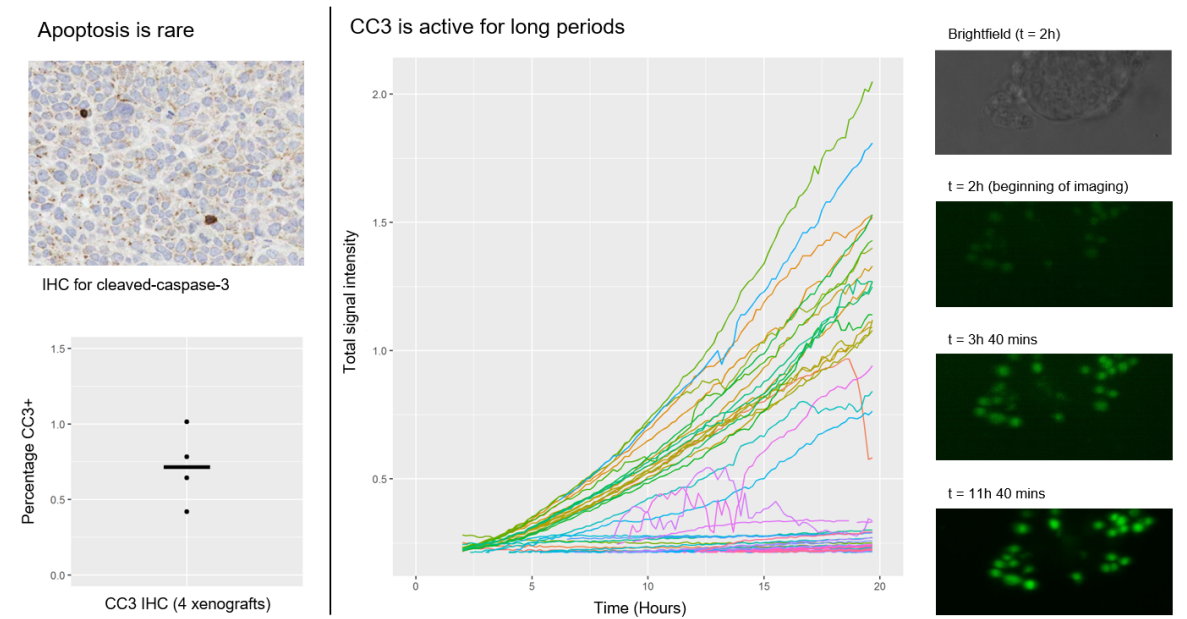 Apoptosis is rare
IHC for cleaved-caspase-3
1.5
1.0
0.5
0.0
Percentage CC3+
CC3 IHC (4 xenografts)
CC3 is active for long periods
2.0
1.5
1.0
0.5
Total signal intensity
0
5
10
15
20
Time (Hours)
Brightfield (t = 2h)
t = 2h (beginning of imaging)
t = 3h 40 mins
t = 11h 40 mins